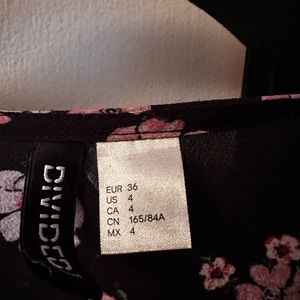 DIVIDED
EUR 36
US 4
CA 4
CN 165/84A
MX 4